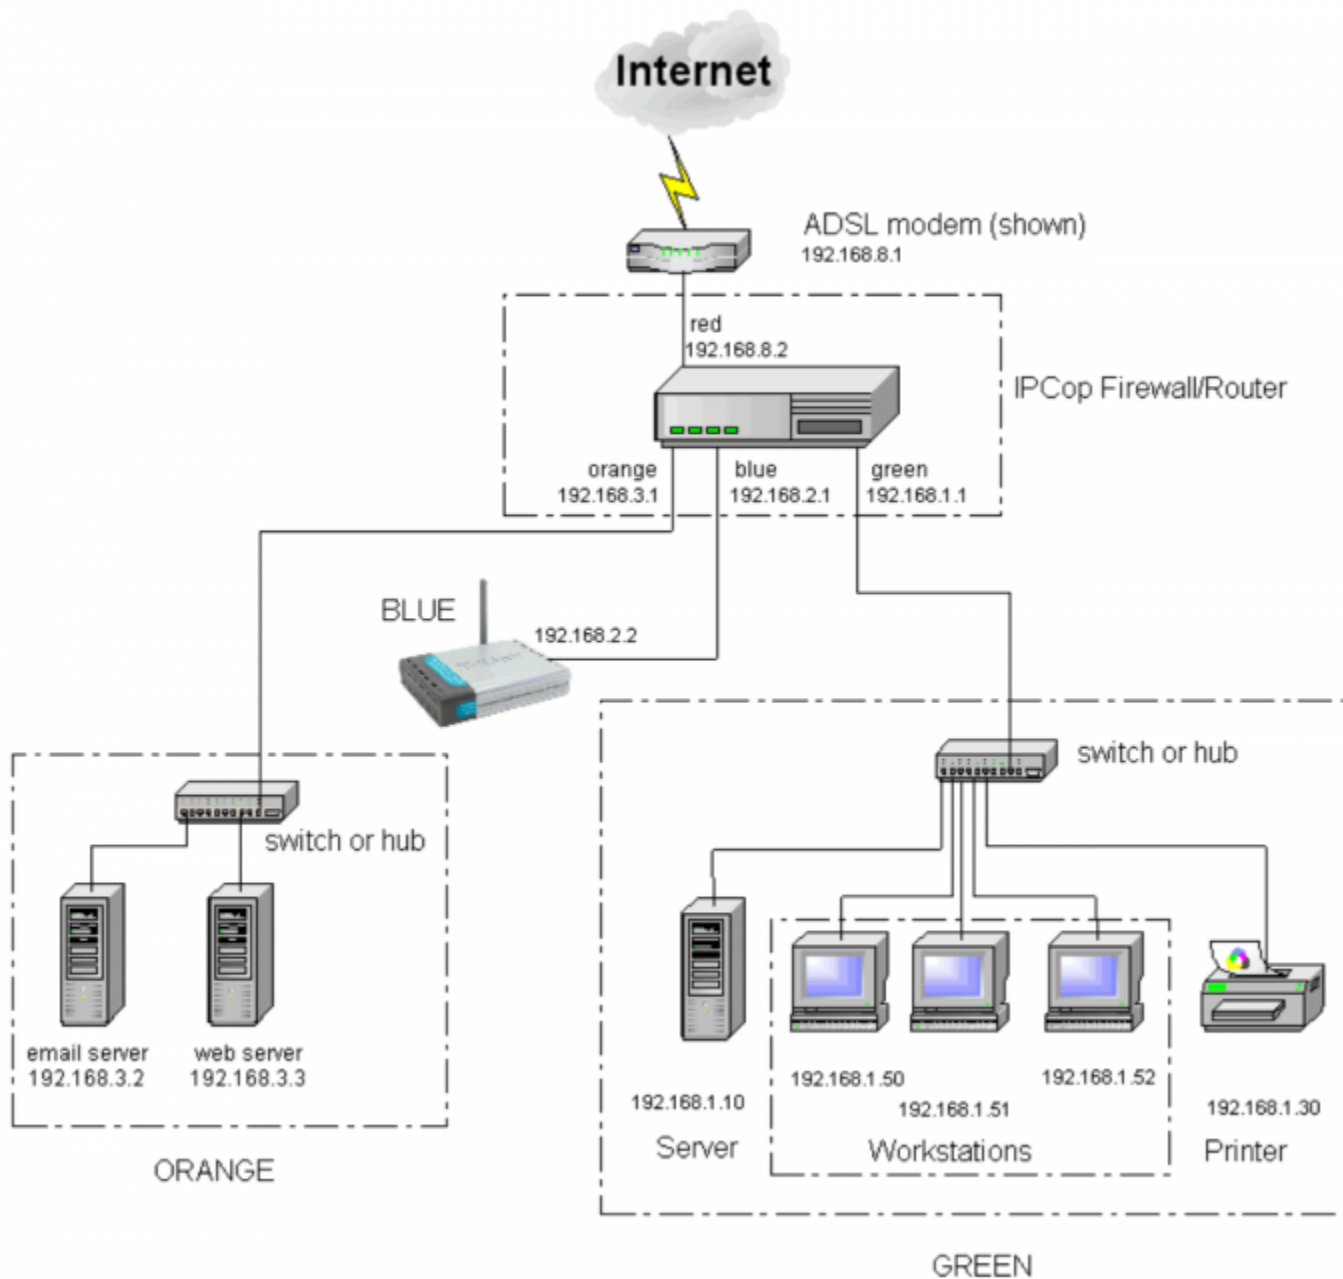 Internet
ADSL modem (shown)
192.168.8.1
red
192.168.8.2
IPCop Firewall/Router
orange
192.168.3.1
blue
192.168.2.1
green
192.168.1.1
BLUE
192.168.2.2
switch or hub
switch or hub
email server
192.168.3.2
web server
192.168.3.3
ORANGE
192.168.1.10
Server
192.168.1.50
192.168.1.51
192.168.1.52
Workstations
192.168.1.30
Printer
GREEN